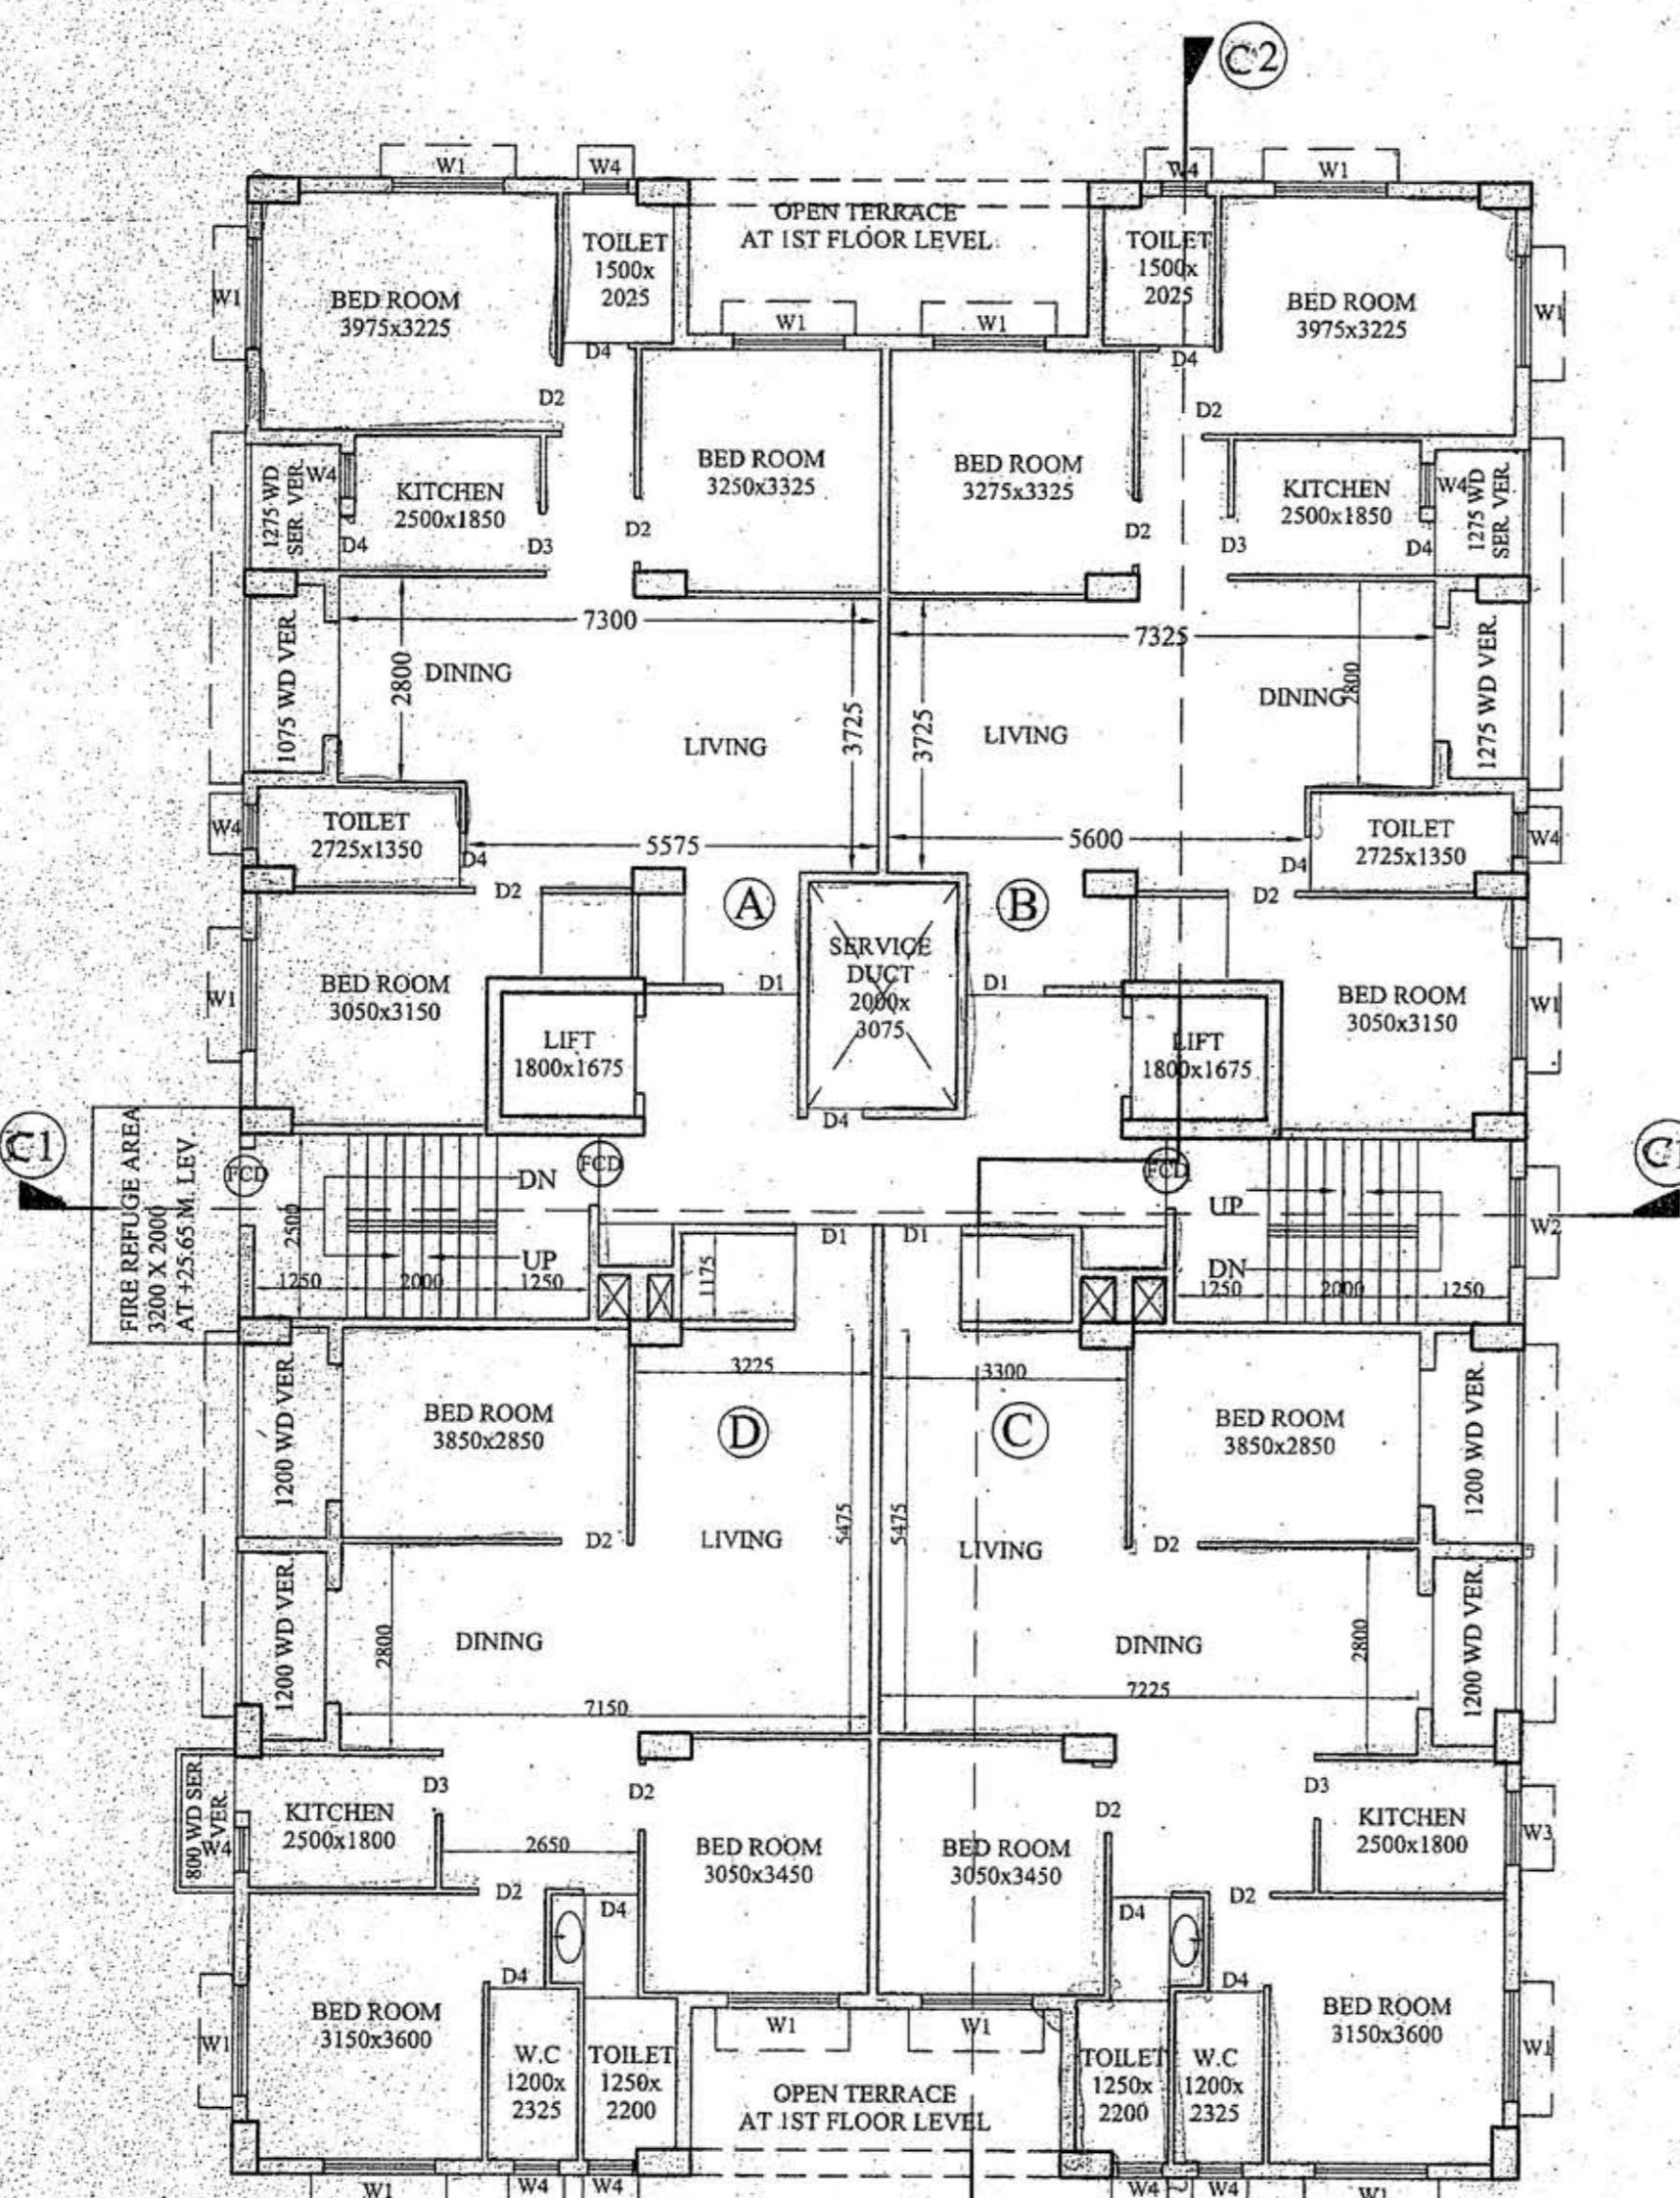 C2
W1
W4
W4
W1
OPEN TERRACE
AT 1ST FLOOR LEVEL
TOILET
1500x
2025
TOILET
1500x
2025
W1
BED ROOM
3975x3225
W1
W1
BED ROOM
3975x3225
W1
D4
D4
D2
D2
1275 WD
SER. VER.
W4
KITCHEN
2500x1850
D4
D3
BED ROOM
3250x3325
D2
BED ROOM
3275x3325
D2
D3
KITCHEN
2500x1850
W4
D4
1275 WD
SER. VER.
7300
7325
1075 WD VER.
2800
DINING
LIVING
3725
3725
LIVING
DINING
2800
1275 WD VER.
W4
TOILET
2725x1350
D4
5575
5600
D4
TOILET
2725x1350
W4
D2
A
B
D2
SERVICE
DUCT
2000x
3075
W1
BED ROOM
3050x3150
D1
D1
BED ROOM
3050x3150
W1
LIFT
1800x1675
LIFT
1800x1675
D4
C1
FIRE REFUGE AREA
3200 X 2000
AT +25.65 M. LEV.
FCD
FCD
FCD
DN
UP
2500
1250
2000
1250
D1
D1
1175
UP
DN
1250
2000
1250
W2
3225
3300
1200 WD VER.
BED ROOM
3850x2850
D
C
BED ROOM
3850x2850
1200 WD VER.
D2
LIVING
5475
5475
LIVING
D2
1200 WD VER.
2800
DINING
DINING
2800
1200 WD VER.
7150
7225
800 WD SER.
VER.
W4
KITCHEN
2500x1800
D3
D2
D2
D3
KITCHEN
2500x1800
W3
2650
BED ROOM
3050x3450
BED ROOM
3050x3450
D2
D4
D4
D2
D4
D4
W1
BED ROOM
3150x3600
W.C
1200x
2325
TOILET
1250x
2200
W1
W1
OPEN TERRACE
AT 1ST FLOOR LEVEL
TOILET
1250x
2200
W.C
1200x
2325
BED ROOM
3150x3600
W1
W1
W4
W4
W4
W4
W1